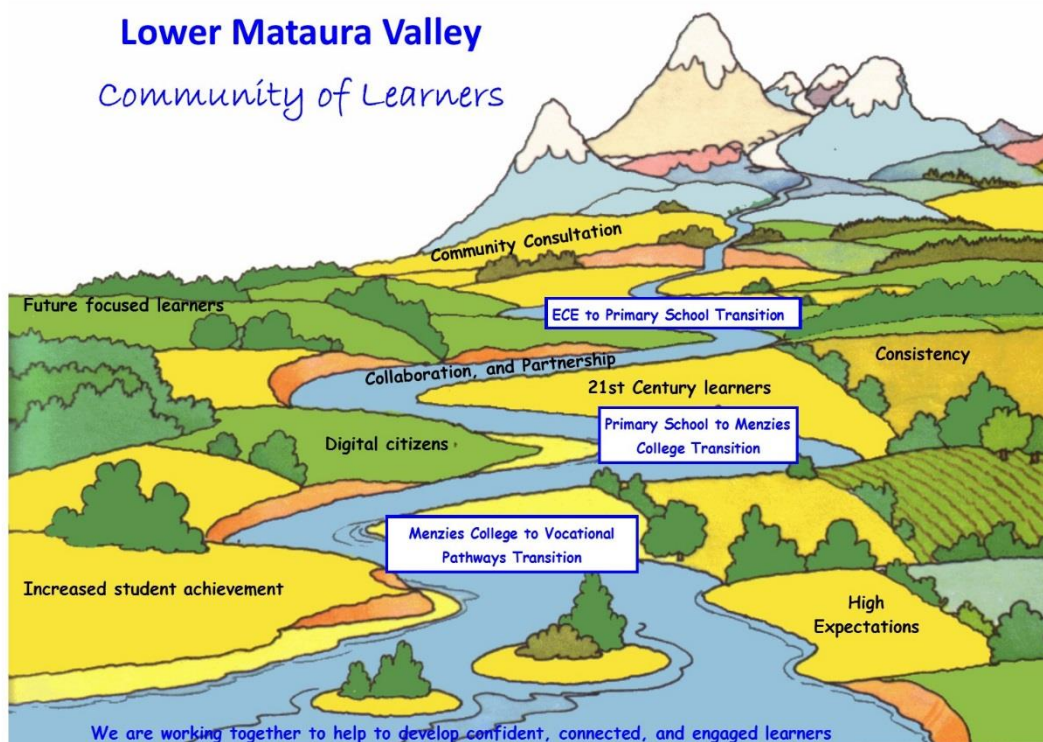 Lower Mataura Valley
Community of Learners
Community Consultation
Future focused learners
ECE to Primary School Transition
Collaboration, and Partnership
Consistency
21st Century learners
Primary School to Menzies
College Transition
Digital citizens
Menzies College to Vocational
Pathways Transition
Increased student achievement
High
Expectations
We are working together to help to develop confident, connected, and engaged learners